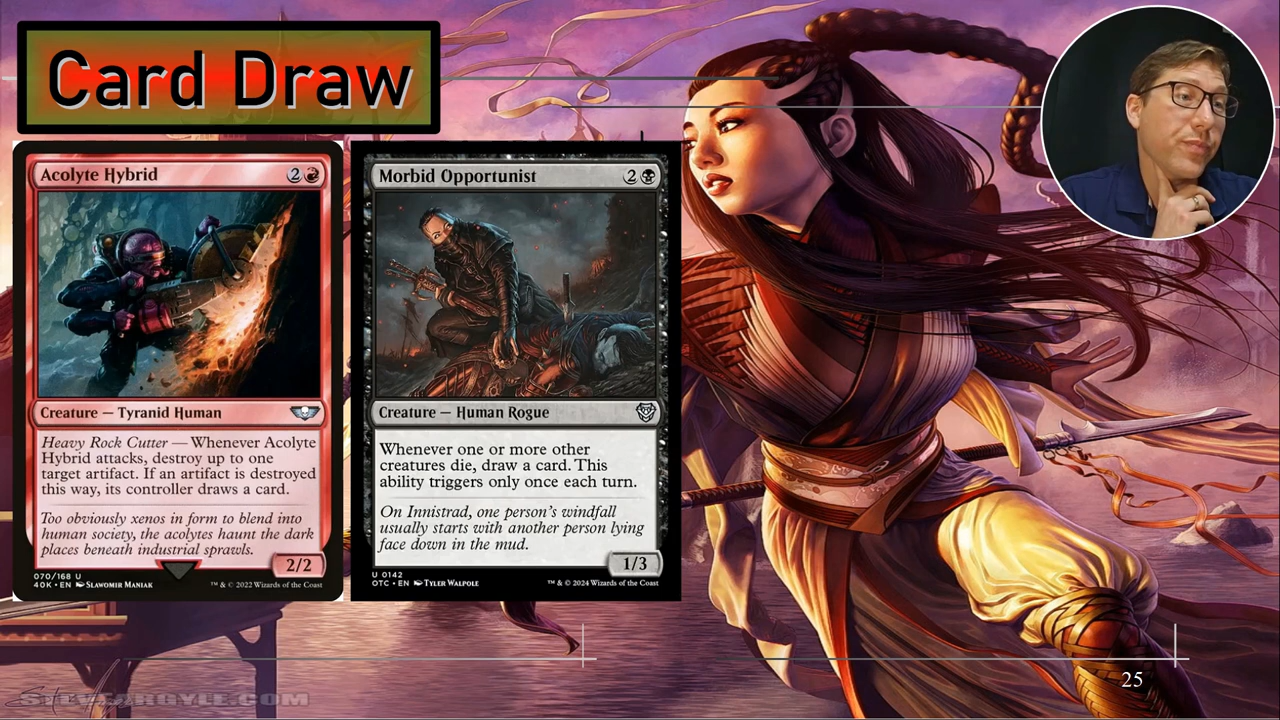 Card Draw
Acolyte Hybrid 2
Creature — Tyranid Human
Heavy Rock Cutter — Whenever Acolyte
Hybrid attacks, destroy up to one
target artifact. If an artifact is destroyed
this way, its controller draws a card.
Too obviously xenos in form to blend into
human society, the acolytes haunt the dark
places beneath industrial sprawls.
2/2
070/168 U
40K • EN SLAWOMIR MANIAK ™ & © 2022 Wizards of the Coast
Morbid Opportunist 2
Creature — Human Rogue
Whenever one or more other
creatures die, draw a card. This
ability triggers only once each turn.
On Innistrad, one person's windfall
usually starts with another person lying
face down in the mud.
1/3
U 0142
OTC • EN TYLER WALPOLE ™ & © 2024 Wizards of the Coast
25
STEVEARGYLE.COM